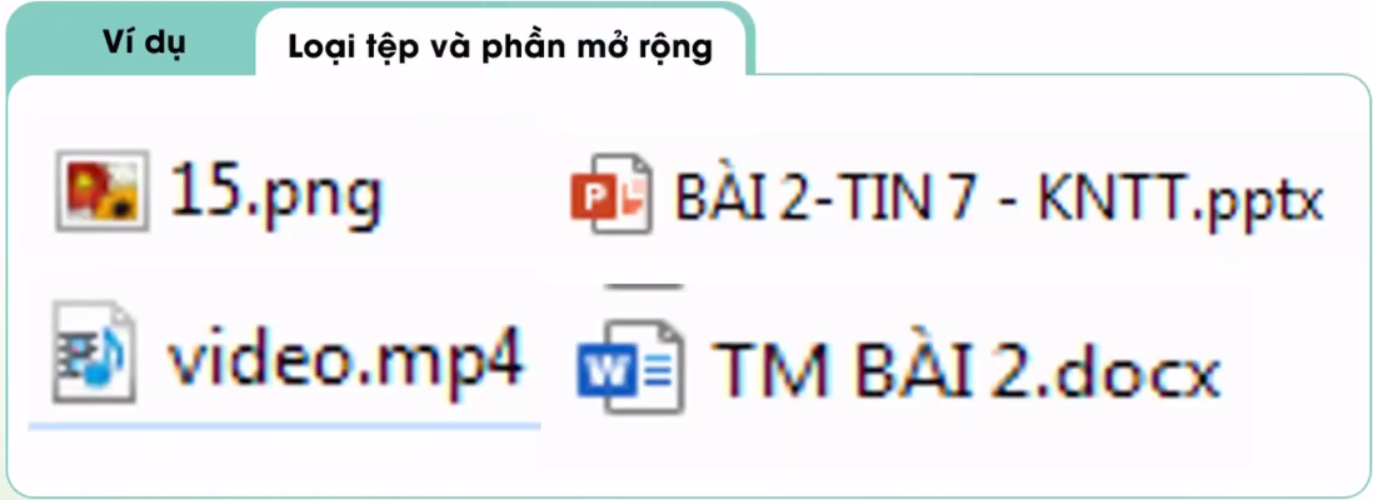 Ví dụ
Loại tệp và phần mở rộng
15.png
BÀI 2-TIN 7 - KNTT.pptx
video.mp4
TM BÀI 2.docx